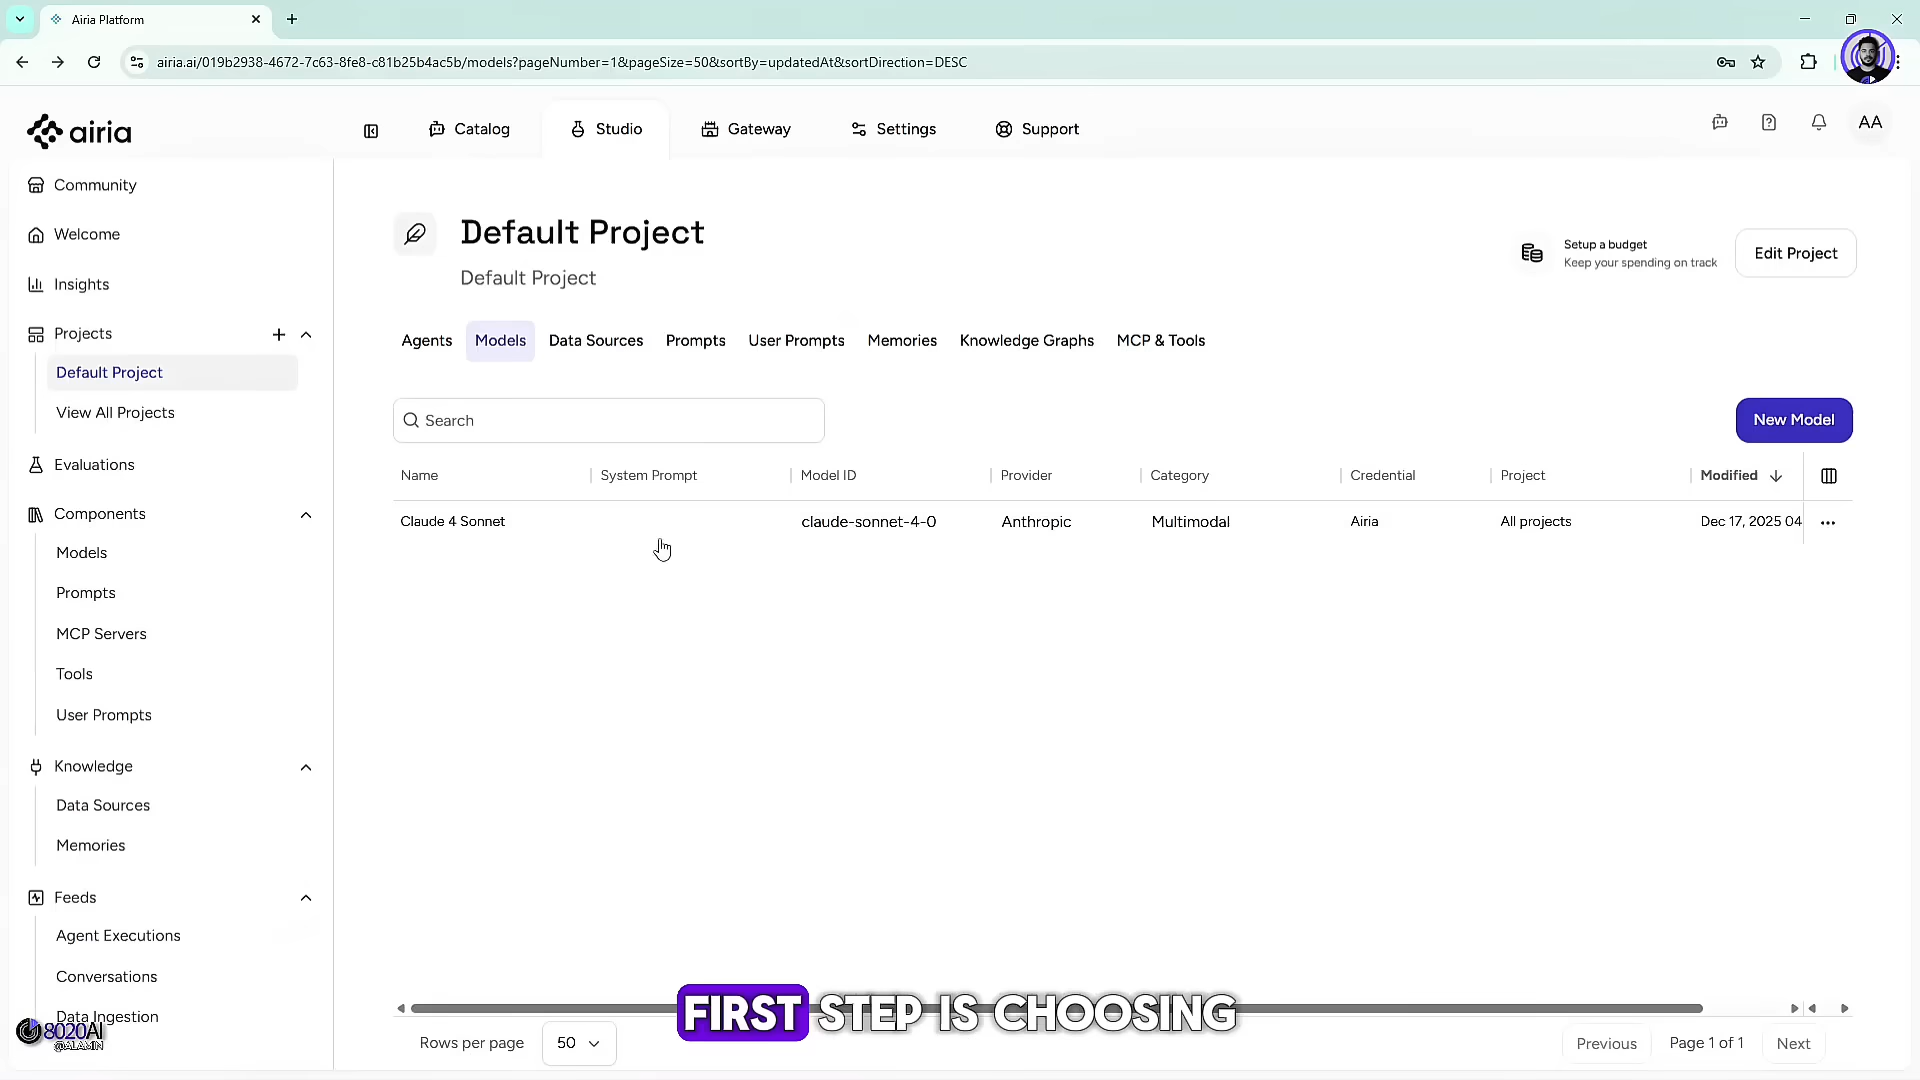 Airia Platform
airia.ai/019b2938-4672-7c63-8fe8-c81b25b4ac5b/models?pageNumber=1&pageSize=50&sortBy=updatedAt&sortDirection=DESC
airia
Catalog
Studio
Gateway
Settings
Support
AA
Community
Welcome
Insights
Projects
Default Project
View All Projects
Evaluations
Components
Models
Prompts
MCP Servers
Tools
User Prompts
Knowledge
Data Sources
Memories
Feeds
Agent Executions
Conversations
Data Ingestion
8020AI
@ALAMIN
Default Project
Default Project
Setup a budget
Keep your spending on track
Edit Project
Agents Models Data Sources Prompts User Prompts Memories Knowledge Graphs MCP & Tools
Search
New Model
Name System Prompt Model ID Provider Category Credential Project Modified
Claude 4 Sonnet claude-sonnet-4-0 Anthropic Multimodal Airia All projects Dec 17, 2025 04
FIRST STEP IS CHOOSING
Rows per page 50
Previous Page 1 of 1 Next